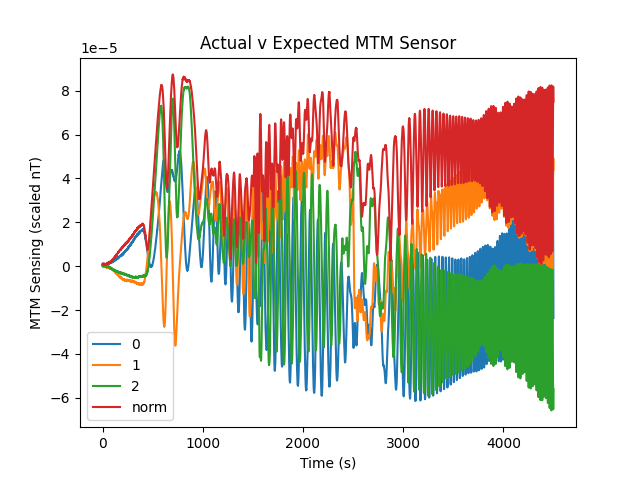 Actual v Expected MTM Sensor
1e−5
8
6
4
2
0
−2
−4
−6
MTM Sensing (scaled nT)
0
1
2
norm
0 1000 2000 3000 4000
Time (s)